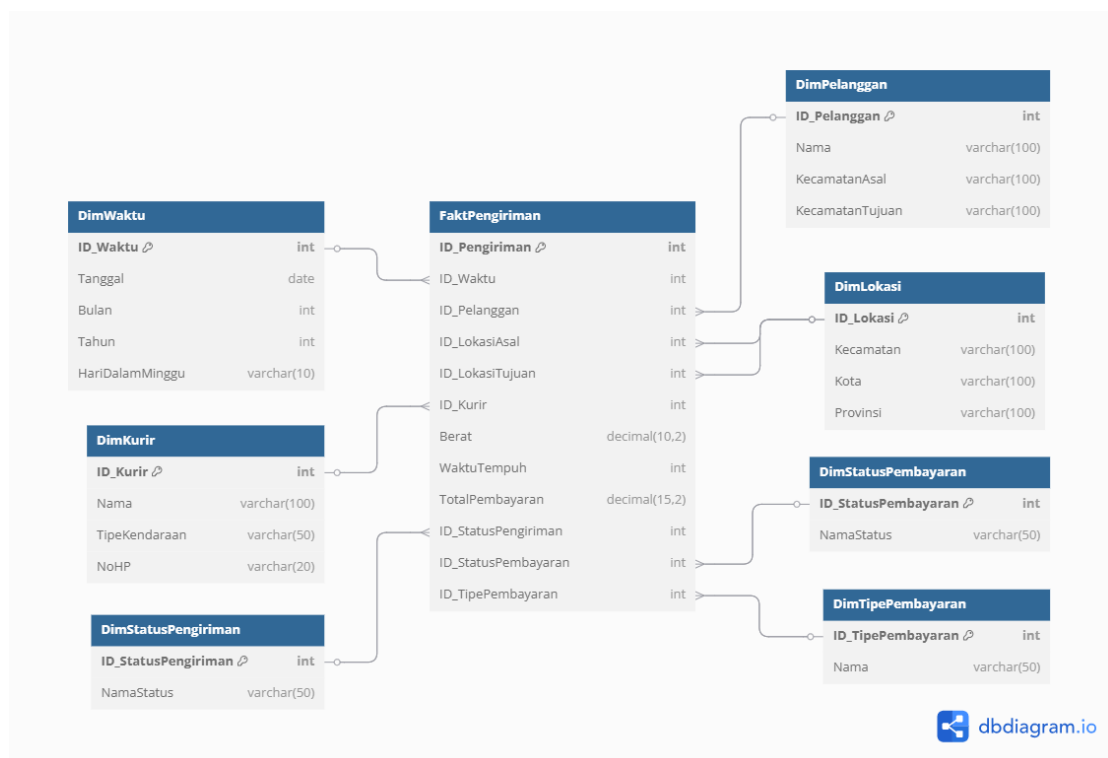 DimPelanggan
ID_Pelanggan int
Nama varchar(100)
KecamatanAsal varchar(100)
KecamatanTujuan varchar(100)
DimWaktu
ID_Waktu int
Tanggal date
Bulan int
Tahun int
HariDalamMinggu varchar(10)
FaktPengiriman
ID_Pengiriman int
ID_Waktu int
ID_Pelanggan int
ID_LokasiAsal int
ID_LokasiTujuan int
ID_Kurir int
Berat decimal(10,2)
WaktuTempuh int
TotalPembayaran decimal(15,2)
ID_StatusPengiriman int
ID_StatusPembayaran int
ID_TipePembayaran int
DimLokasi
ID_Lokasi int
Kecamatan varchar(100)
Kota varchar(100)
Provinsi varchar(100)
DimKurir
ID_Kurir int
Nama varchar(100)
TipeKendaraan varchar(50)
NoHP varchar(20)
DimStatusPembayaran
ID_StatusPembayaran int
NamaStatus varchar(50)
DimStatusPengiriman
ID_StatusPengiriman int
NamaStatus varchar(50)
DimTipePembayaran
ID_TipePembayaran int
Nama varchar(50)
dbdiagram.io